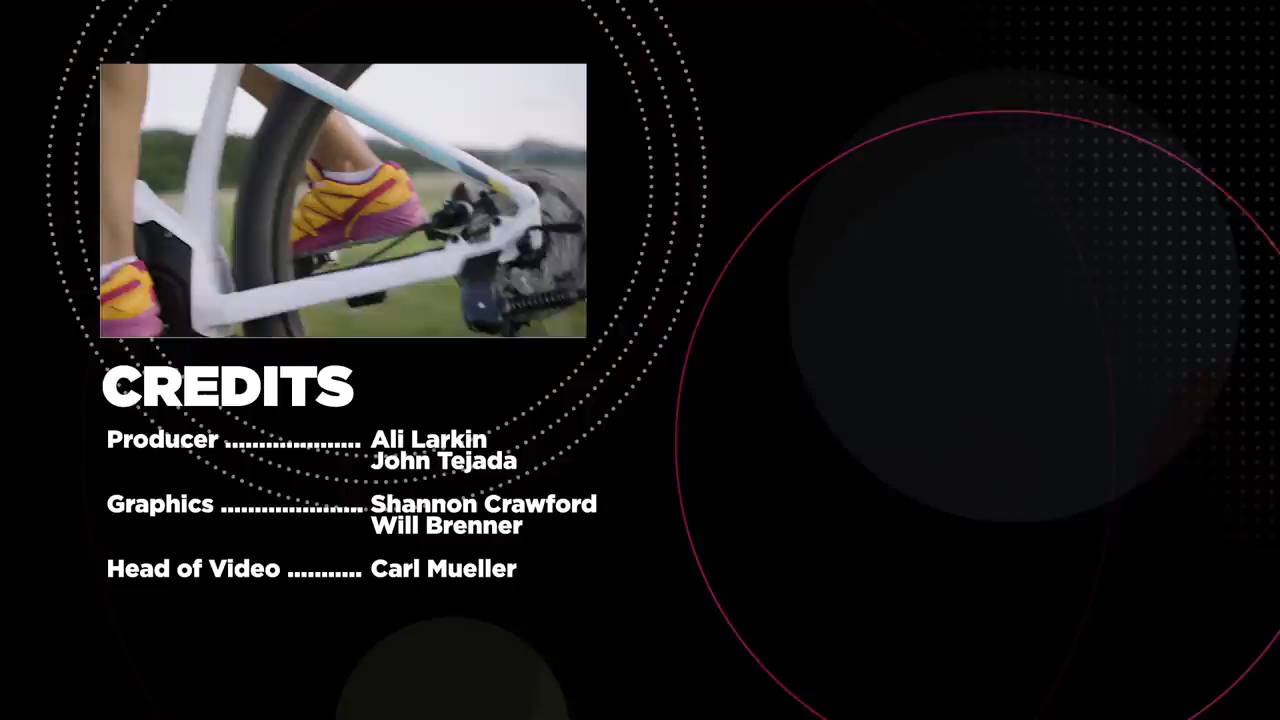 CREDITS
Producer .................... Ali Larkin
John Tejada
Graphics ..................... Shannon Crawford
Will Brenner
Head of Video ........... Carl Mueller